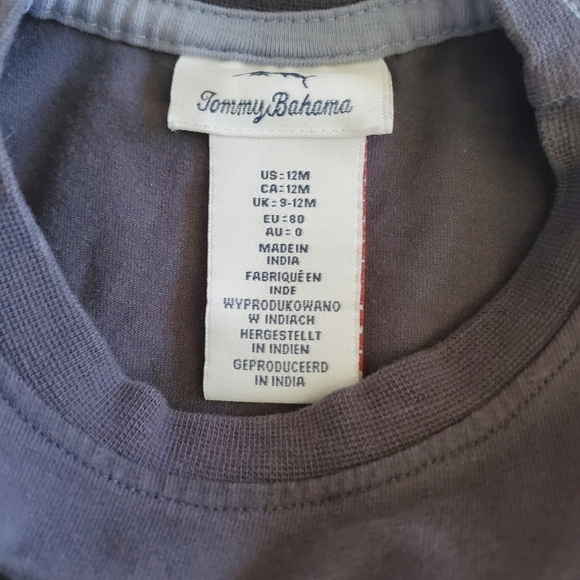 Tommy Bahama
US: 12M
CA: 12M
UK: 9-12M
EU: 80
AU: 0
MADE IN
INDIA
FABRIQUÉ EN
INDE
WYPRODUKOWANO
W INDIACH
HERGESTELLT
IN INDIEN
GEPRODUCEERD
IN INDIA